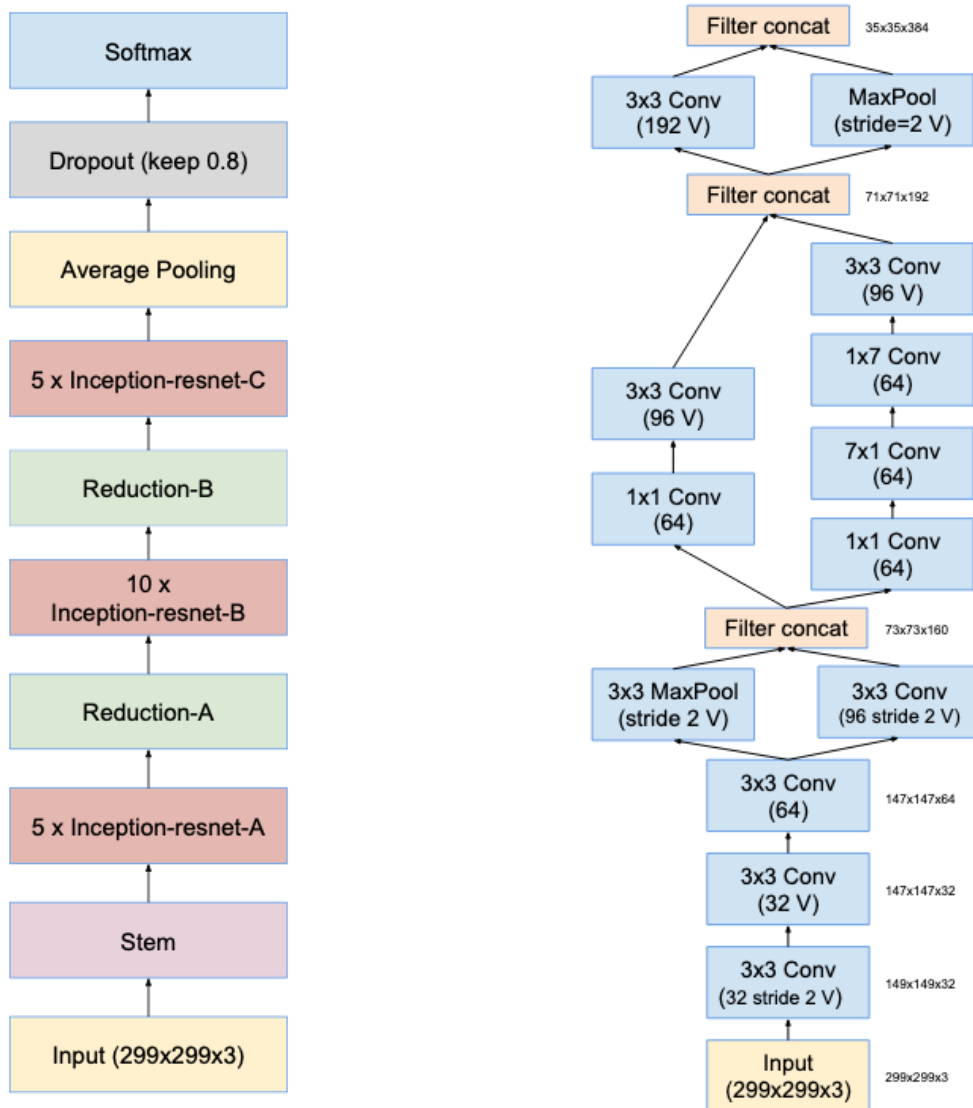 Softmax
Dropout (keep 0.8)
Average Pooling
5 x Inception-resnet-C
Reduction-B
10 x
Inception-resnet-B
Reduction-A
5 x Inception-resnet-A
Stem
Input (299x299x3)
Filter concat
35x35x384
3x3 Conv
(192 V)
MaxPool
(stride=2 V)
Filter concat
71x71x192
3x3 Conv
(96 V)
1x7 Conv
(64)
3x3 Conv
(96 V)
7x1 Conv
(64)
1x1 Conv
(64)
1x1 Conv
(64)
Filter concat
73x73x160
3x3 MaxPool
(stride 2 V)
3x3 Conv
(96 stride 2 V)
3x3 Conv
(64)
147x147x64
3x3 Conv
(32 V)
147x147x32
3x3 Conv
(32 stride 2 V)
149x149x32
Input
(299x299x3)
299x299x3